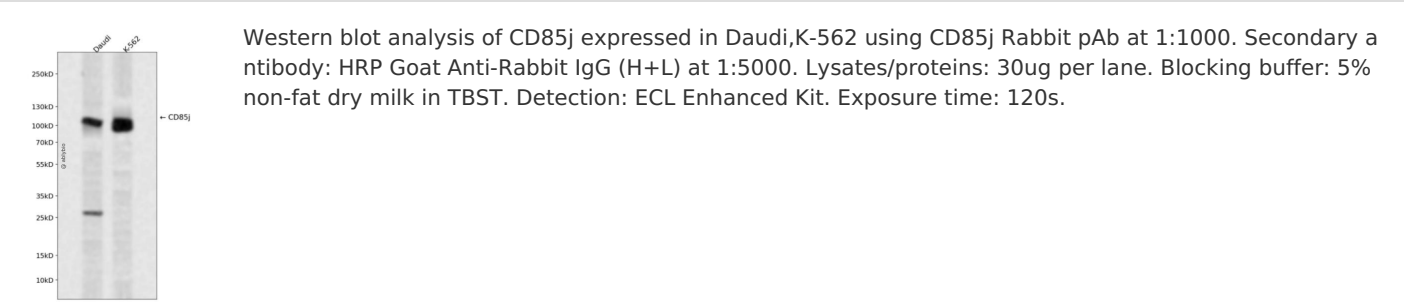 Daudi
K-562
250kD
130kD
100kD
70kD
55kD
35kD
25kD
15kD
10kD
← CD85j
@ Abbybio
Western blot analysis of CD85j expressed in Daudi,K-562 using CD85j Rabbit pAb at 1:1000. Secondary a
ntibody: HRP Goat Anti-Rabbit IgG (H+L) at 1:5000. Lysates/proteins: 30ug per lane. Blocking buffer: 5%
non-fat dry milk in TBST. Detection: ECL Enhanced Kit. Exposure time: 120s.